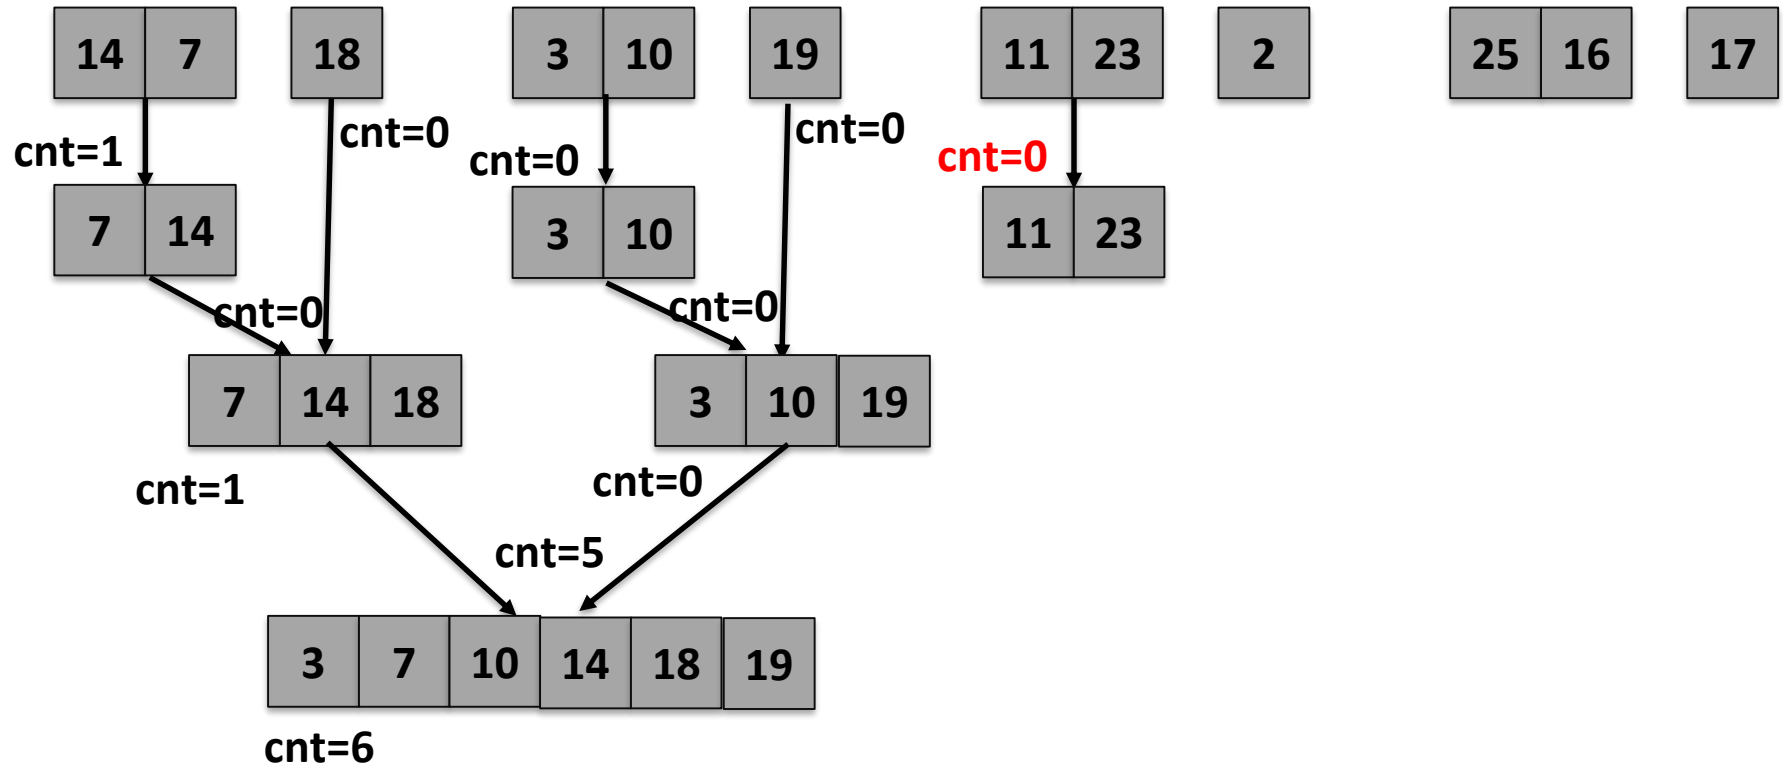 14 7 18 3 10 19 11 23 2 25 16 17
cnt=1 cnt=0 cnt=0 cnt=0 cnt=0
7 14 3 10 11 23
cnt=0 cnt=0
7 14 18 3 10 19
cnt=1 cnt=0
cnt=5
3 7 10 14 18 19
cnt=6